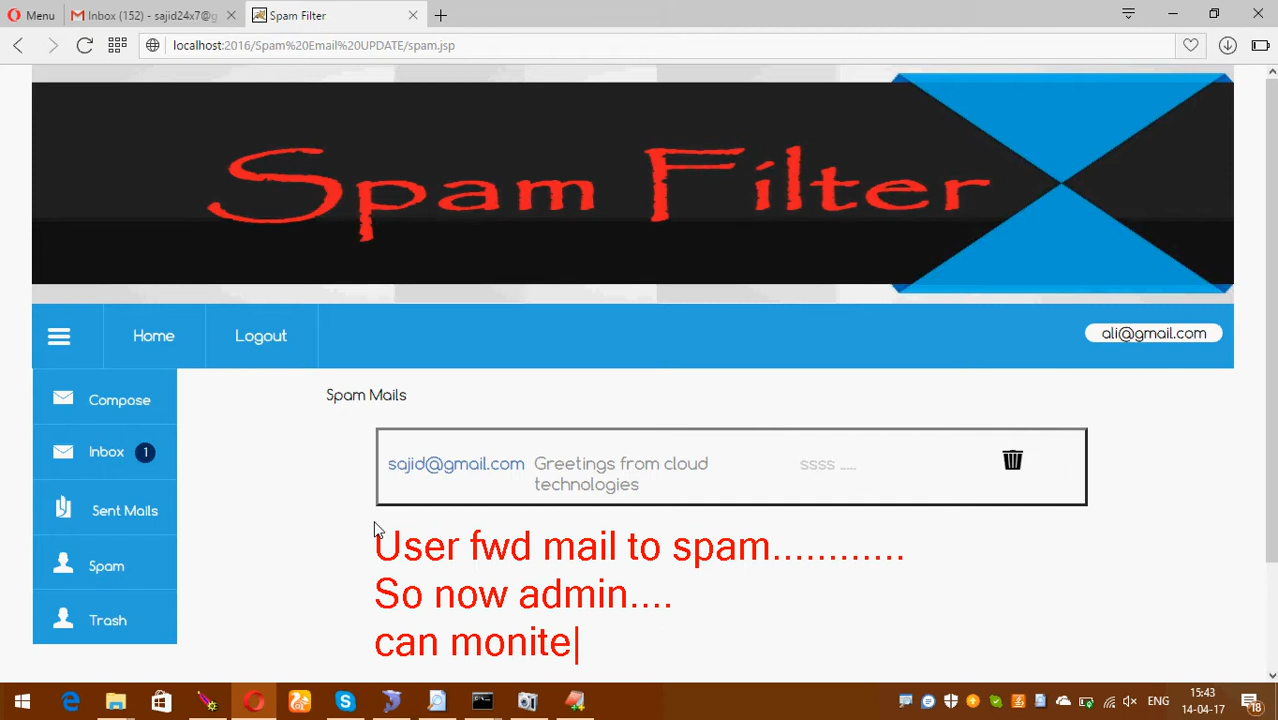 Menu
Inbox (152) - sajid24x7@g
Spam Filter
localhost:2016/Spam%20Email%20UPDATE/spam.jsp
Spam Filter
Home
Logout
ali@gmail.com
Compose
Inbox 1
Sent Mails
Spam
Trash
Spam Mails
sajid@gmail.com Greetings from cloud ssss .....
technologies
User fwd mail to spam............
So now admin....
can monite
ENG
15:43
14-04-17
18